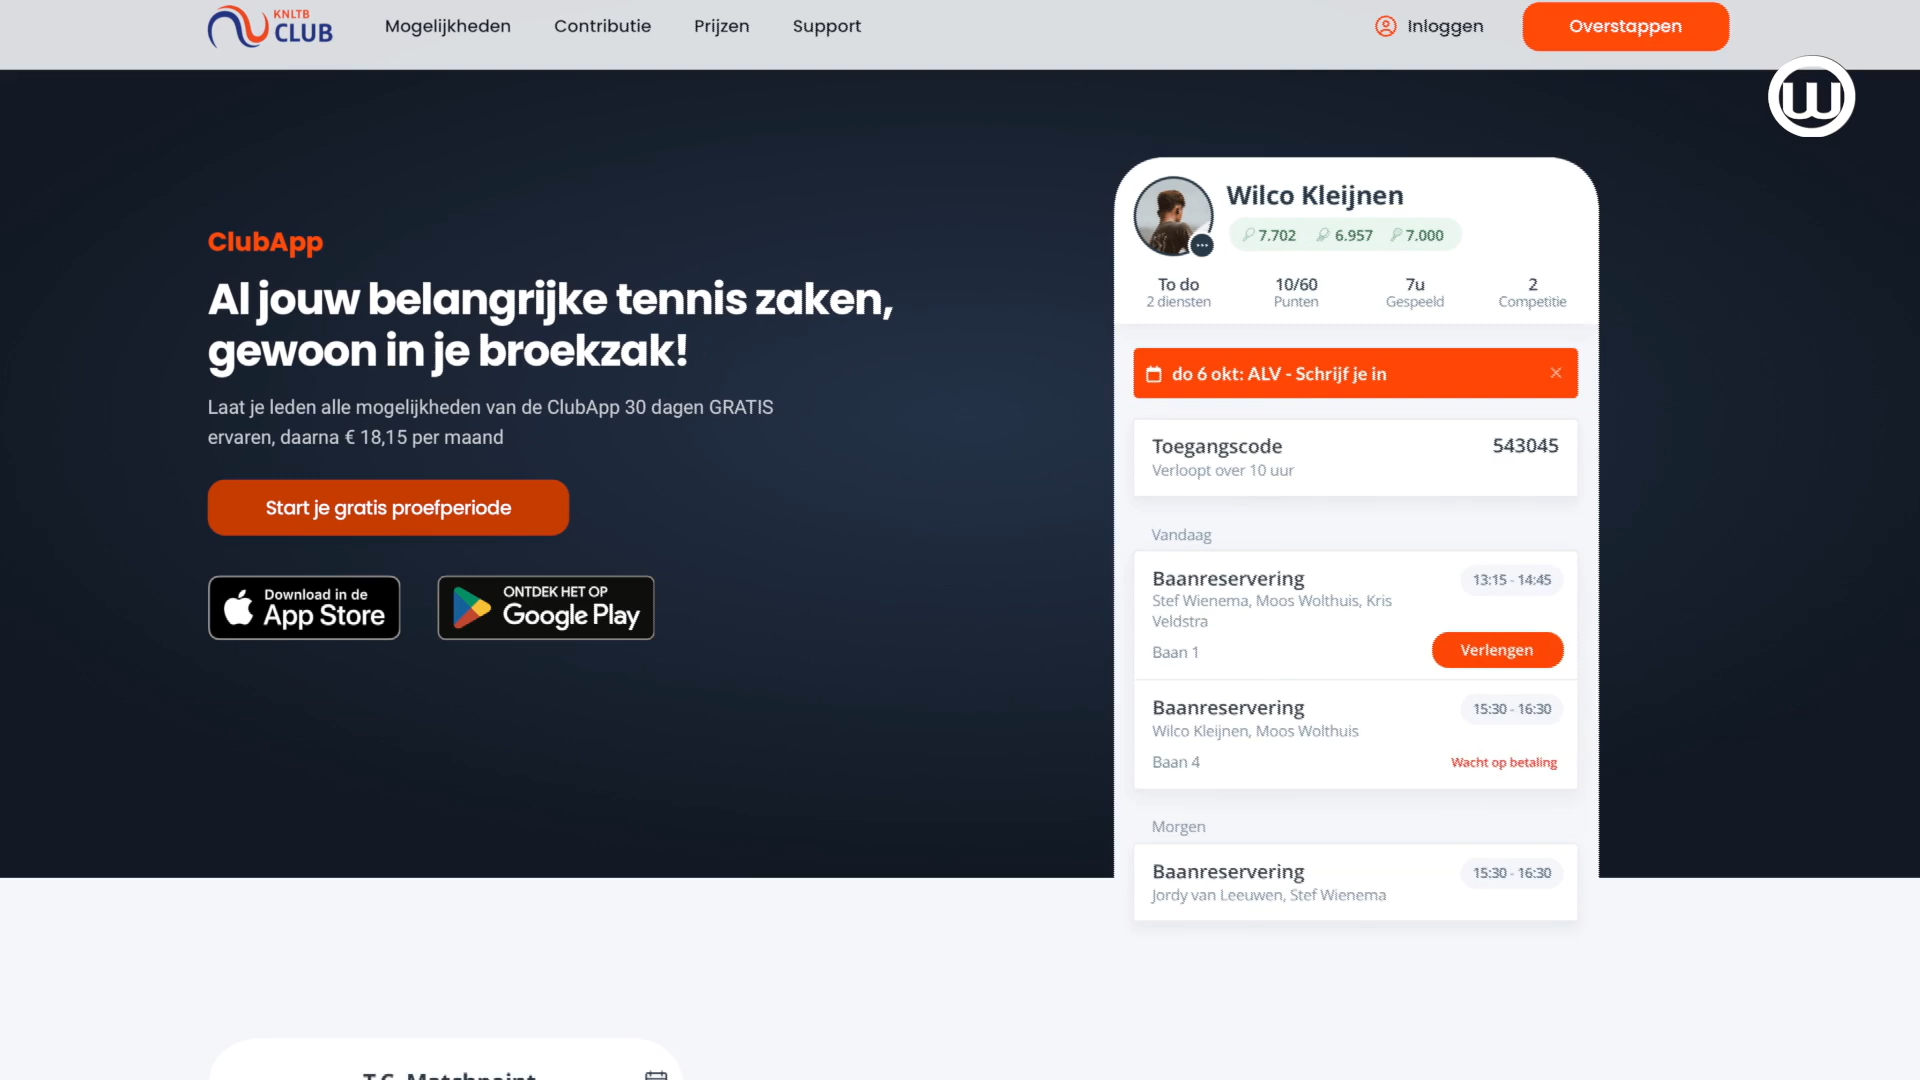 KNLTB
CLUB
Mogelijkheden
Contributie
Prijzen
Support
Inloggen
Overstappen
W
ClubApp
Al jouw belangrijke tennis zaken,
gewoon in je broekzak!
Laat je leden alle mogelijkheden van de ClubApp 30 dagen GRATIS
ervaren, daarna € 18,15 per maand
Start je gratis proefperiode
Download in de
App Store
ONTDEK HET OP
Google Play
Wilco Kleijnen
7.702 6.957 7.000
To do 10/60 7u 2
2 diensten Punten Gespeeld Competitie
do 6 okt: ALV - Schrijf je in
Toegangscode 543045
Verloopt over 10 uur
Vandaag
Baanreservering 13:15 - 14:45
Stef Wienema, Moos Wolthuis, Kris
Veldstra
Baan 1 Verlengen
Baanreservering 15:30 - 16:30
Wilco Kleijnen, Moos Wolthuis
Baan 4 Wacht op betaling
Morgen
Baanreservering 15:30 - 16:30
Jordy van Leeuwen, Stef Wienema
T.C. Matchpoint